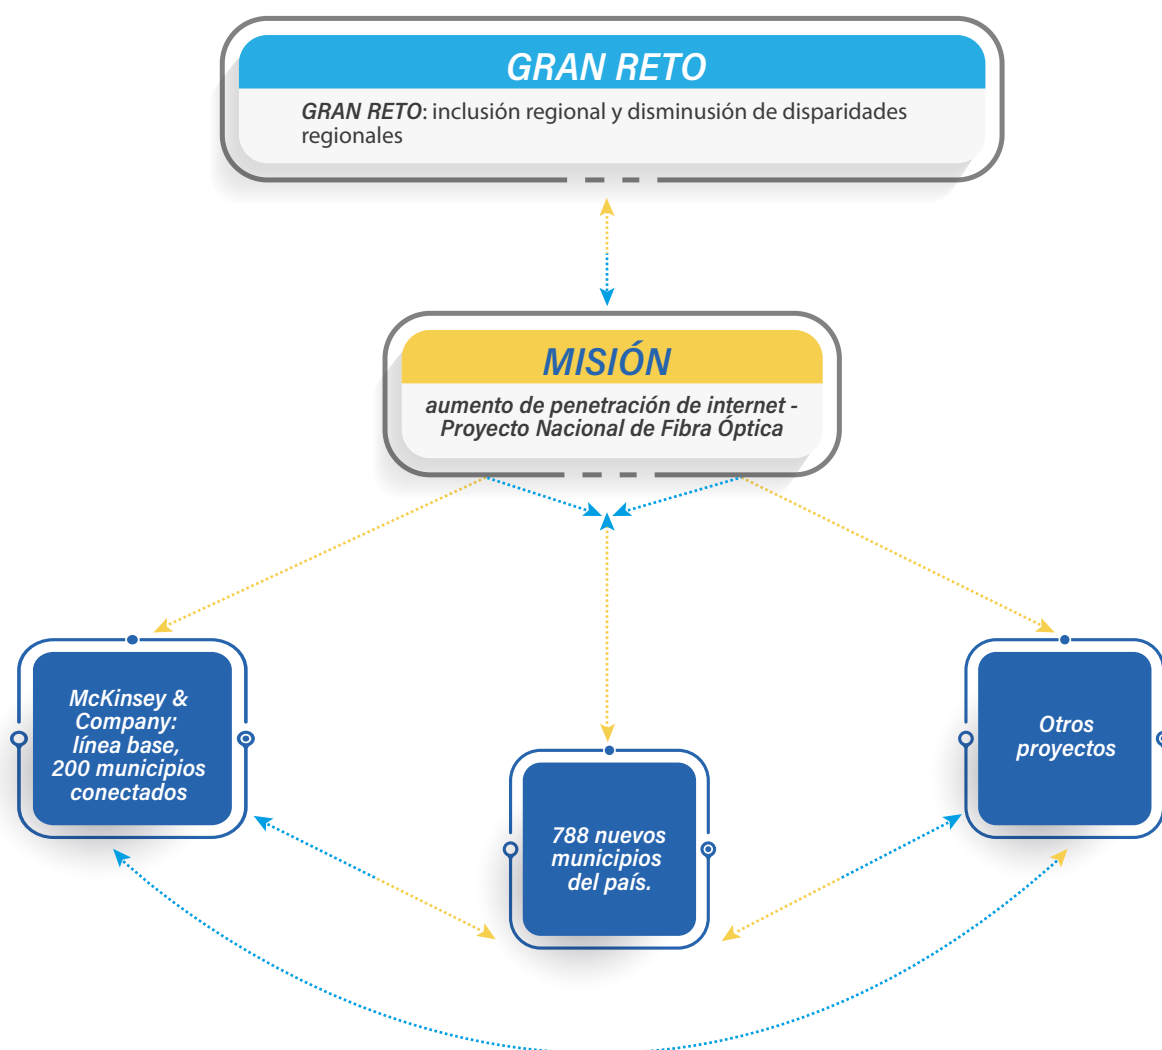 GRAN RETO
GRAN RETO: inclusión regional y disminusión de disparidades
regionales
MISIÓN
aumento de penetración de internet -
Proyecto Nacional de Fibra Óptica
McKinsey &
Company:
línea base,
200 municipios
conectados
788 nuevos
municipios
del país.
Otros
proyectos